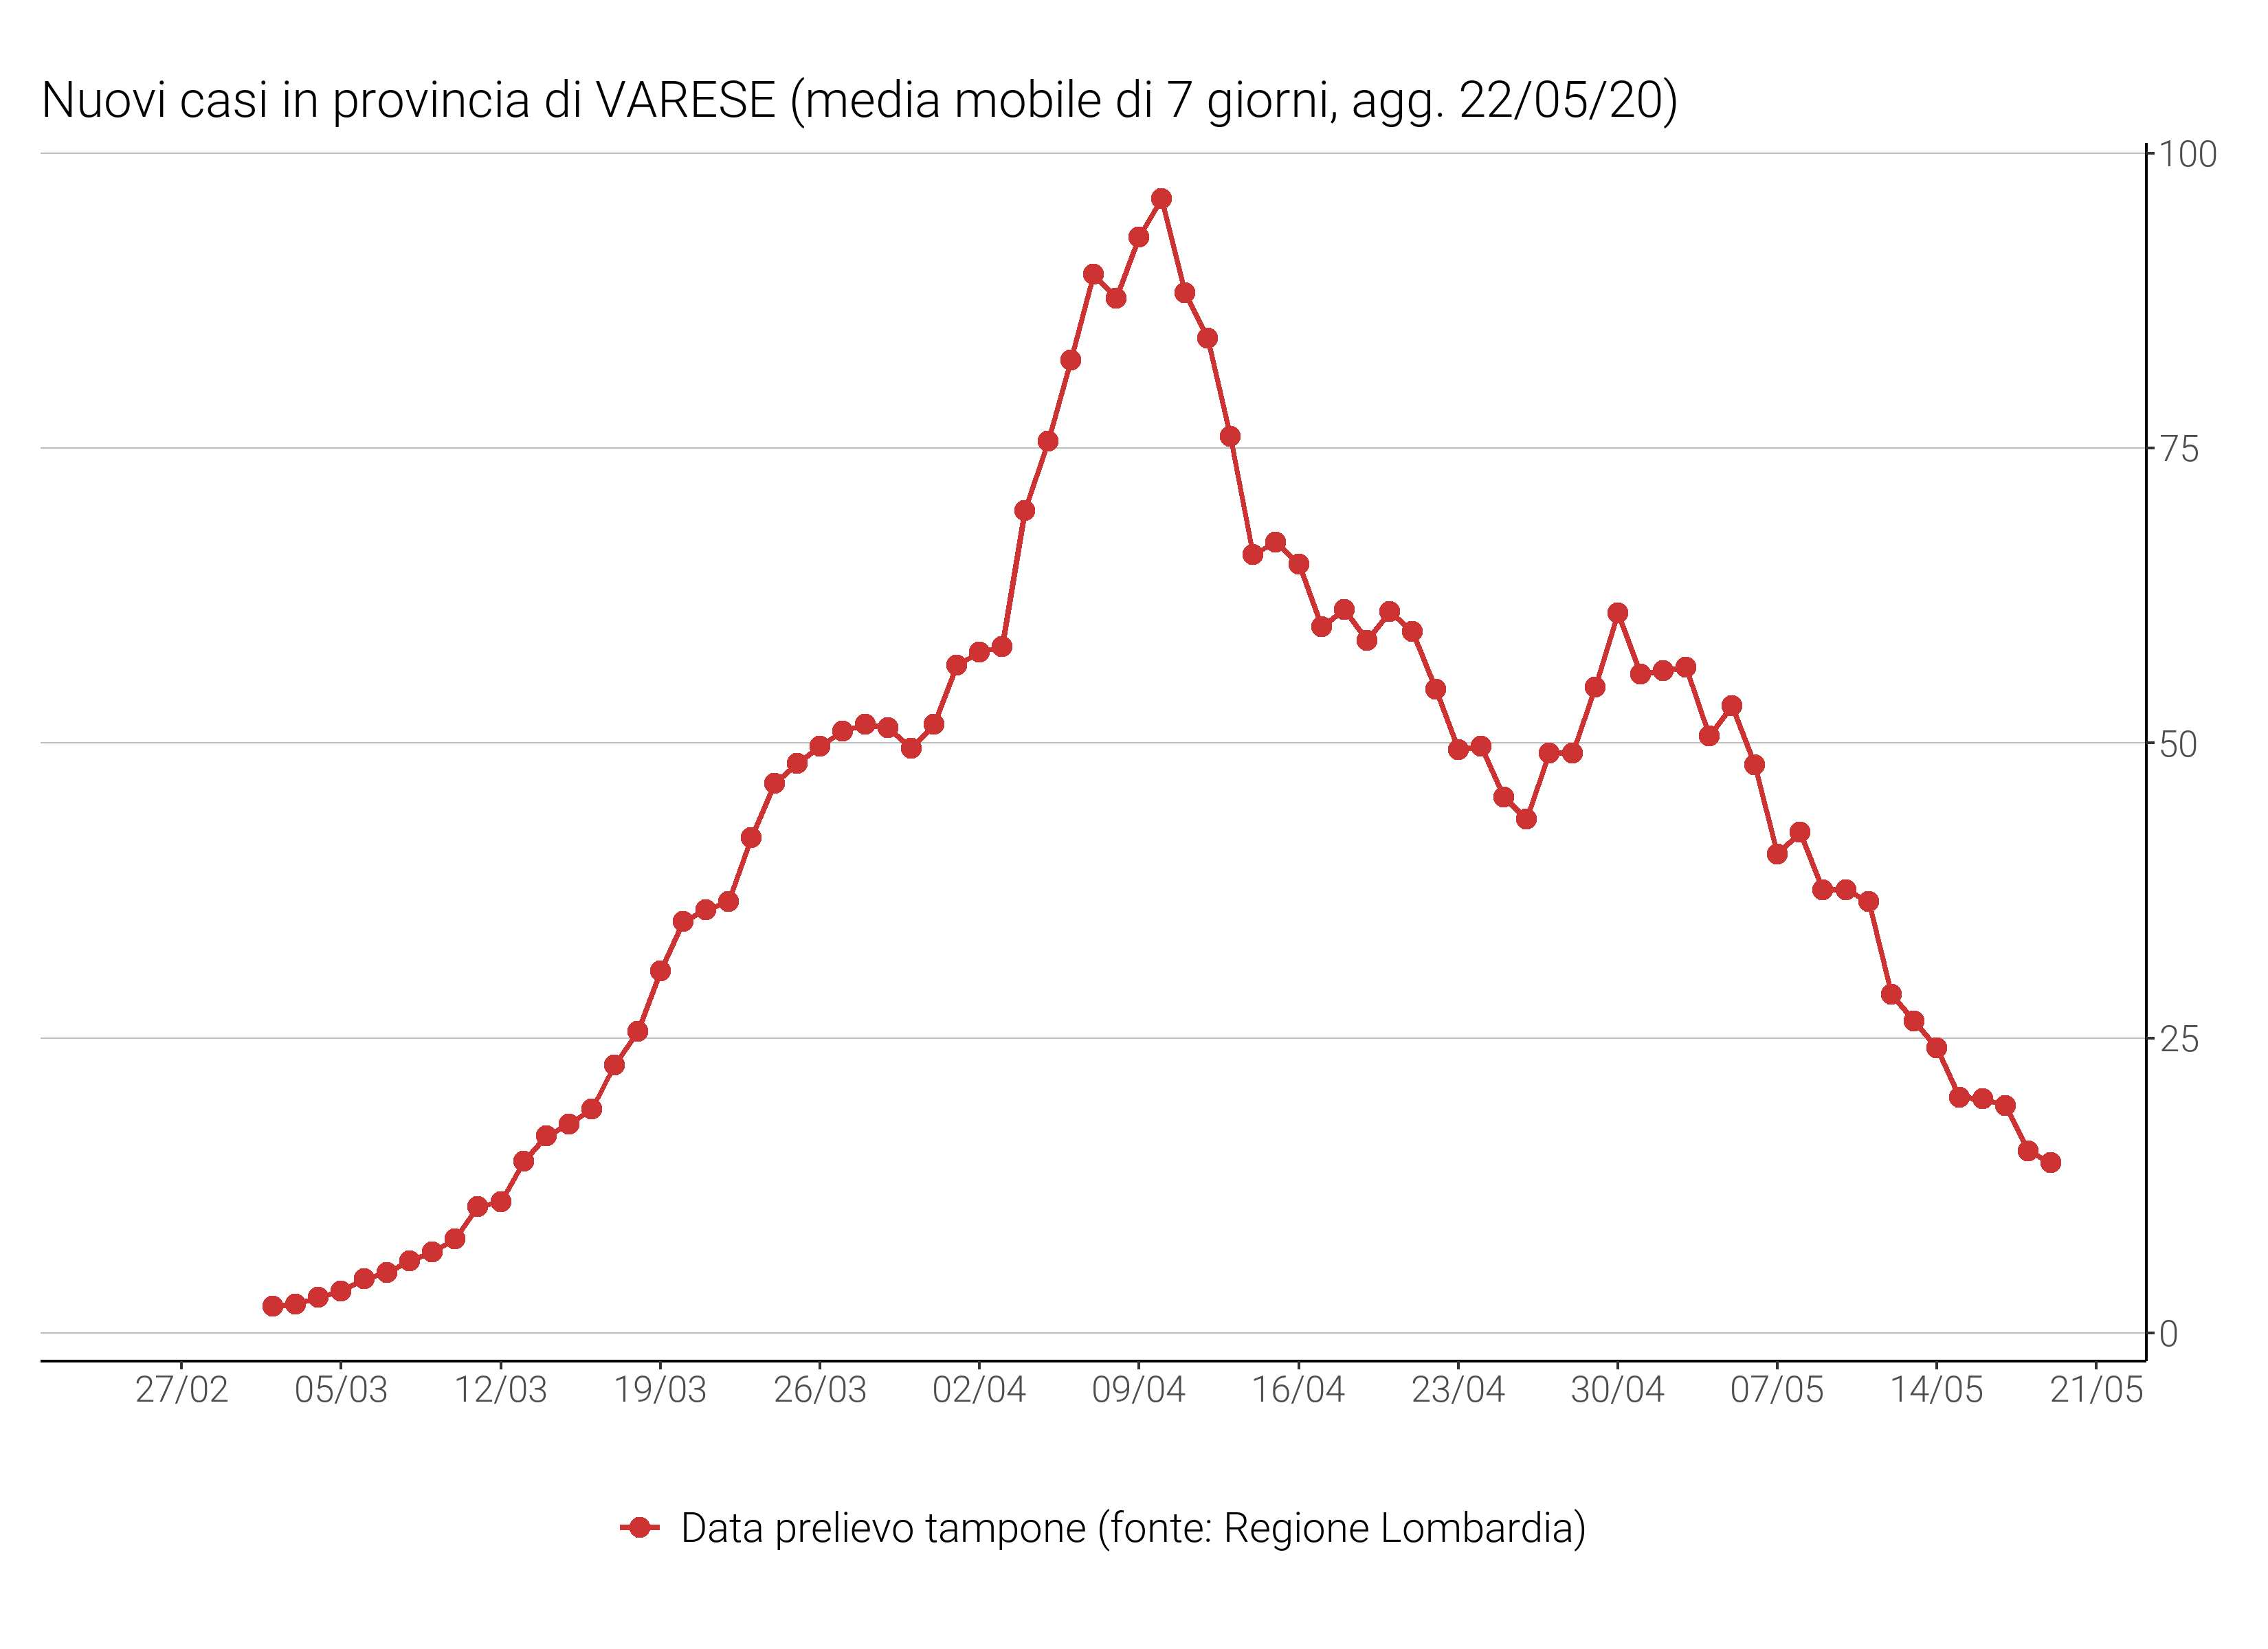 Nuovi casi in provincia di VARESE (media mobile di 7 giorni, agg. 22/05/20)
100
75
50
25
0
27/02 05/03 12/03 19/03 26/03 02/04 09/04 16/04 23/04 30/04 07/05 14/05 21/05
Data prelievo tampone (fonte: Regione Lombardia)